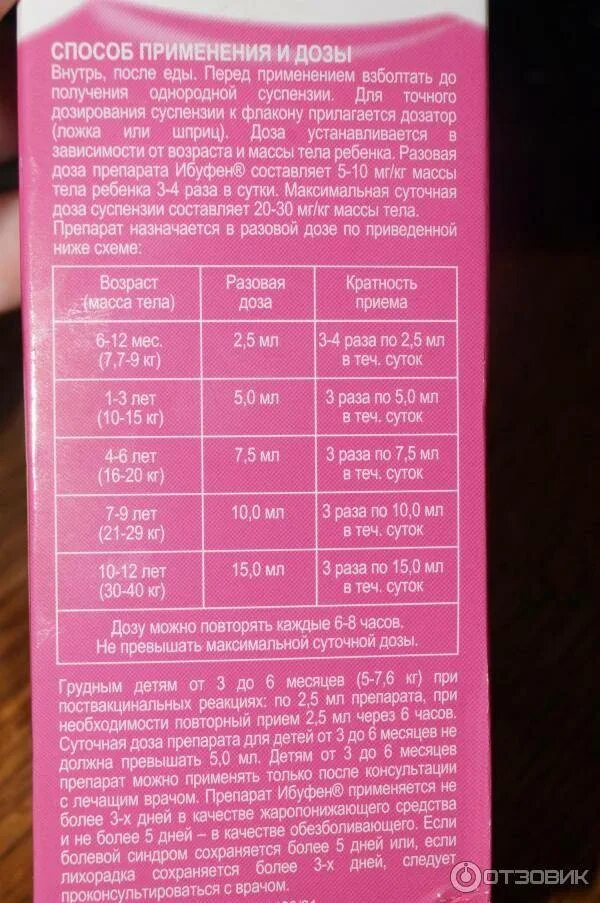 СПОСОБ ПРИМЕНЕНИЯ И ДОЗЫ
Внутрь, после еды. Перед применением взболтать до
получения однородной суспензии. Для точного
дозирования суспензии к флакону прилагается дозатор
(ложка или шприц). Доза устанавливается в
зависимости от возраста и массы тела ребенка. Разовая
доза препарата Ибуфен® составляет 5-10 мг/кг массы
тела ребенка 3-4 раза в сутки. Максимальная суточная
доза суспензии составляет 20-30 мг/кг массы тела.
Препарат назначается в разовой дозе по приведенной
ниже схеме:
Возраст Разовая Кратность
(масса тела) доза приема
6-12 мес. 2,5 мл 3-4 раза по 2,5 мл
(7,7-9 кг) в теч. суток
1-3 лет 5,0 мл 3 раза по 5,0 мл
(10-15 кг) в теч. суток
4-6 лет 7,5 мл 3 раза по 7,5 мл
(16-20 кг) в теч. суток
7-9 лет 10,0 мл 3 раза по 10,0 мл
(21-29 кг) в теч. суток
10-12 лет 15,0 мл 3 раза по 15,0 мл
(30-40 кг) в теч. суток
Дозу можно повторять каждые 6-8 часов.
Не превышать максимальной суточной дозы.
Грудным детям от 3 до 6 месяцев (5-7,6 кг) при
поствакцинальных реакциях: по 2,5 мл препарата, при
необходимости повторный прием 2,5 мл через 6 часов.
Суточная доза препарата для детей от 3 до 6 месяцев не
должна превышать 5,0 мл. Детям от 3 до 6 месяцев
препарат можно применять только после консультации
с лечащим врачом. Препарат Ибуфен® применяется не
более 3-х дней в качестве жаропонижающего средства
и не более 5 дней – в качестве обезболивающего. Если
болевой синдром сохраняется более 5 дней или, если
лихорадка сохраняется более 3-х дней, следует
проконсультироваться с врачом.
ОТЗОВИК